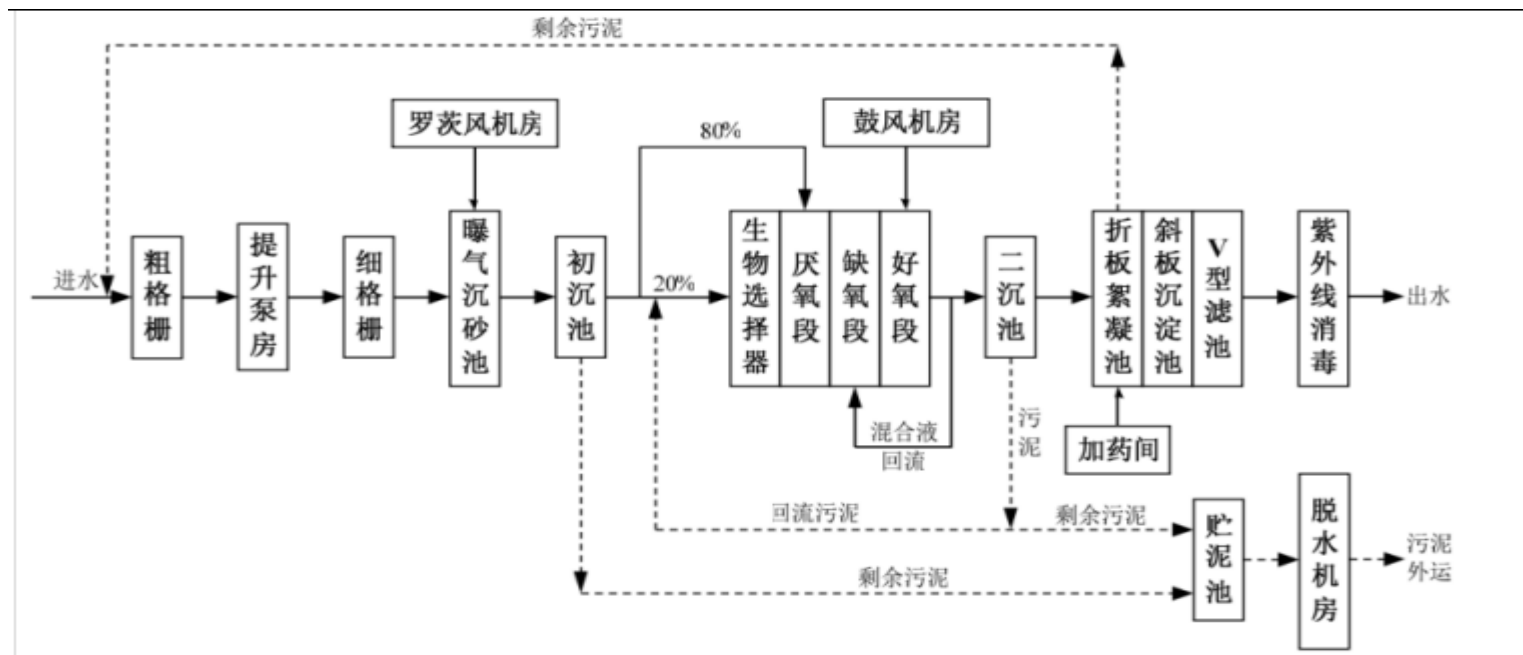 剩余污泥
罗茨风机房
鼓风机房
80%
进水
粗格栅
提升泵房
细格栅
曝气沉砂池
初沉池
20%
生物选择器
厌氧段
缺氧段
好氧段
二沉池
折板絮凝池
斜板沉淀池
V型滤池
紫外线消毒
出水
混合液
回流
污泥
加药间
回流污泥
剩余污泥
剩余污泥
贮泥池
脱水机房
污泥
外运